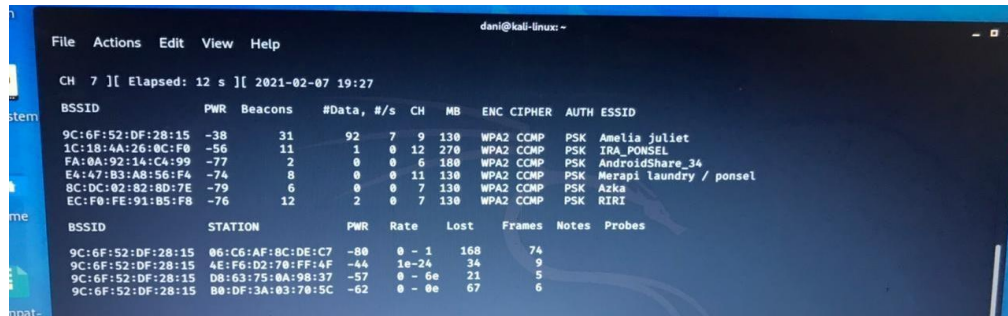 dani@kali-linux: ~
File Actions Edit View Help
CH 7 ][ Elapsed: 12 s ][ 2021-02-07 19:27
BSSID PWR Beacons #Data, #/s CH MB ENC CIPHER AUTH ESSID
9C:6F:52:DF:28:15 -38 31 92 7 9 130 WPA2 CCMP PSK Amelia juliet
1C:18:4A:26:0C:F0 -56 11 1 0 12 270 WPA2 CCMP PSK IRA_PONSEL
FA:0A:92:14:C4:99 -77 2 0 0 6 180 WPA2 CCMP PSK AndroidShare_34
E4:47:B3:A8:56:F4 -74 8 0 0 11 130 WPA2 CCMP PSK Merapi laundry / ponsel
8C:DC:02:82:8D:7E -79 6 0 0 7 130 WPA2 CCMP PSK Azka
EC:F0:FE:91:B5:F8 -76 12 2 0 7 130 WPA2 CCMP PSK RIRI
BSSID STATION PWR Rate Lost Frames Notes Probes
9C:6F:52:DF:28:15 06:C6:AF:8C:DE:C7 -80 0 - 1 168 74
9C:6F:52:DF:28:15 4E:F6:D2:70:FF:4F -44 1e-24 34 9
9C:6F:52:DF:28:15 D8:63:75:0A:98:37 -57 0 - 6e 21 5
9C:6F:52:DF:28:15 B0:DF:3A:03:70:5C -62 0 - 0e 67 6